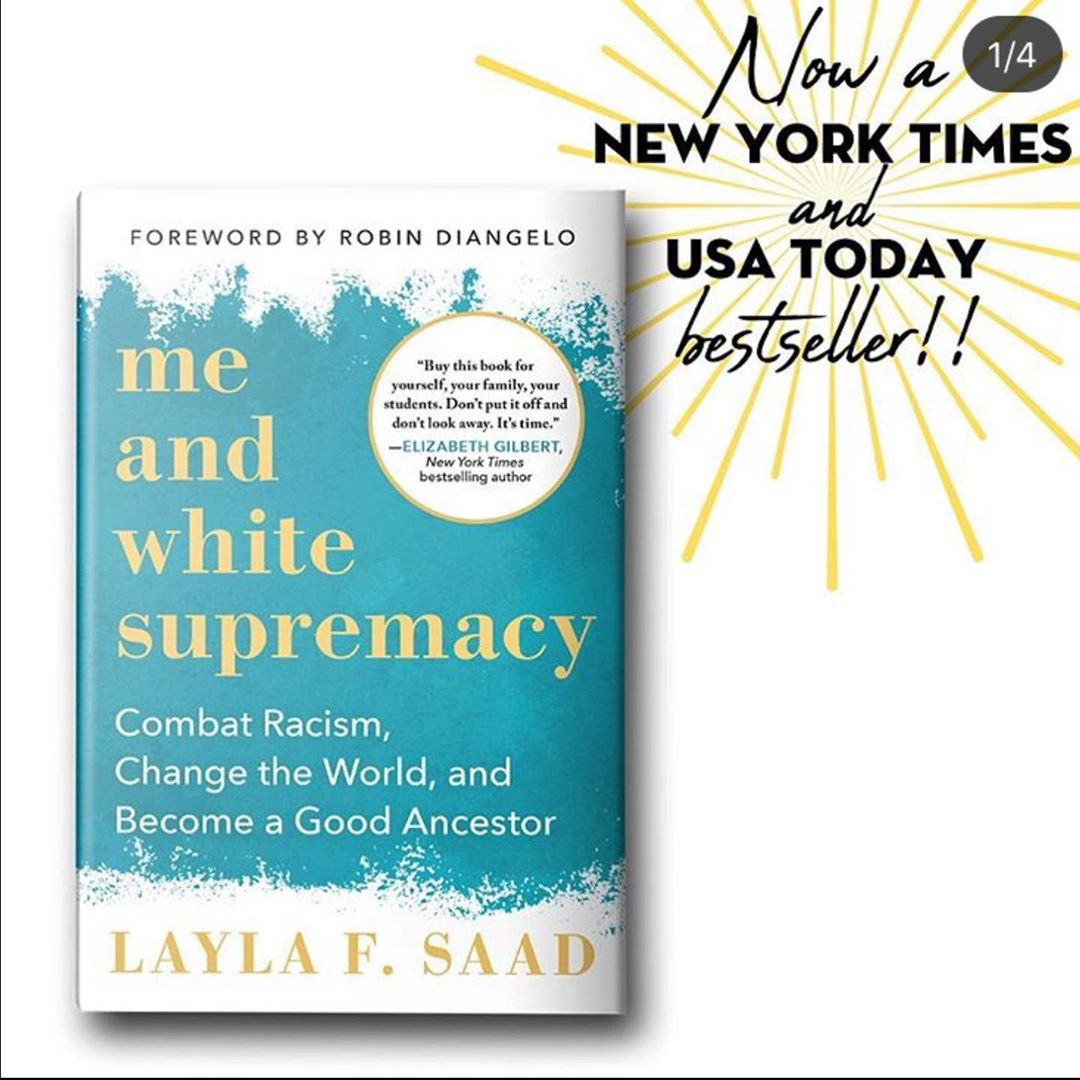 1/4
Now a
NEW YORK TIMES
and
USA TODAY
bestseller!!
FOREWORD BY ROBIN DIANGELO
me
and
white
supremacy
“Buy this book for
yourself, your family, your
students. Don’t put it off and
don’t look away. It’s time.”
—ELIZABETH GILBERT,
New York Times
bestselling author
Combat Racism,
Change the World, and
Become a Good Ancestor
LAYLA F. SAAD